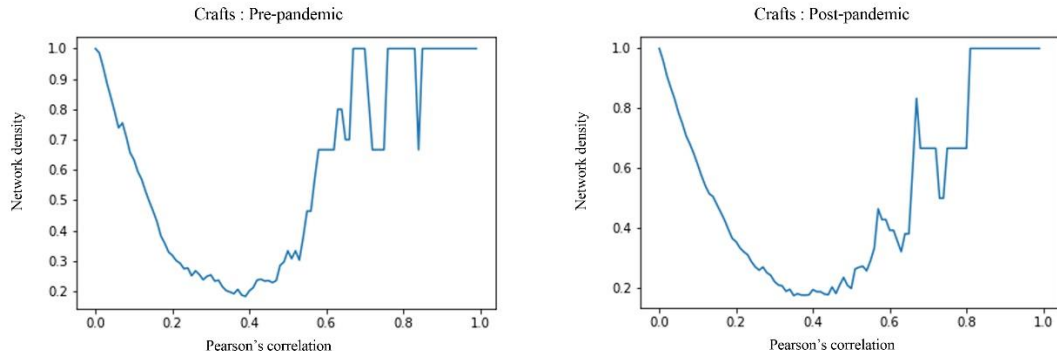 Crafts : Pre-pandemic
1.0
0.9
0.8
0.7
0.6
0.5
0.4
0.3
0.2
Network density
0.0 0.2 0.4 0.6 0.8 1.0
Pearson's correlation
Crafts : Post-pandemic
1.0
0.8
0.6
0.4
0.2
Network density
0.0 0.2 0.4 0.6 0.8 1.0
Pearson's correlation